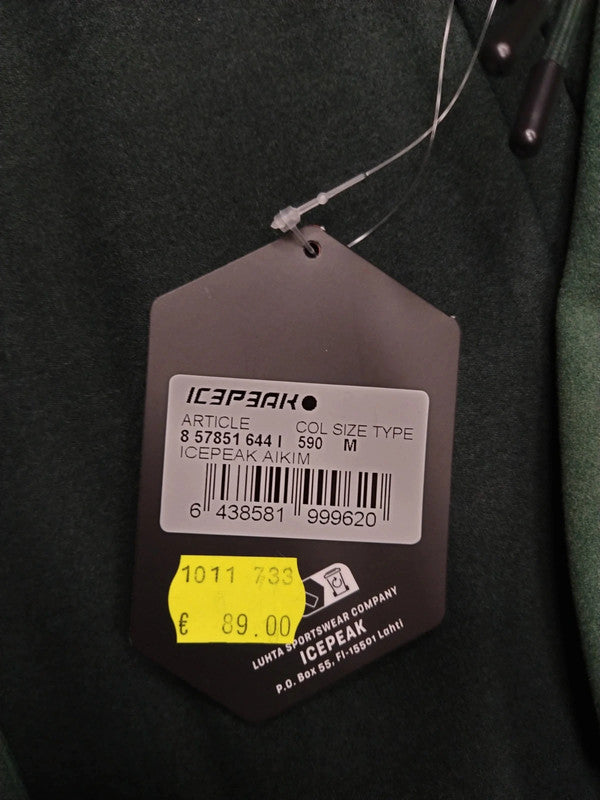 ICEPEAK
ARTICLE COL SIZE TYPE
8 57851 644 I 590 M
ICEPEAK AIKIM
6 438581 999620
1011 733
€ 89.00
LUHTA SPORTSWEAR COMPANY
ICEPEAK
P.O. Box 55, FI-15501 Lahti